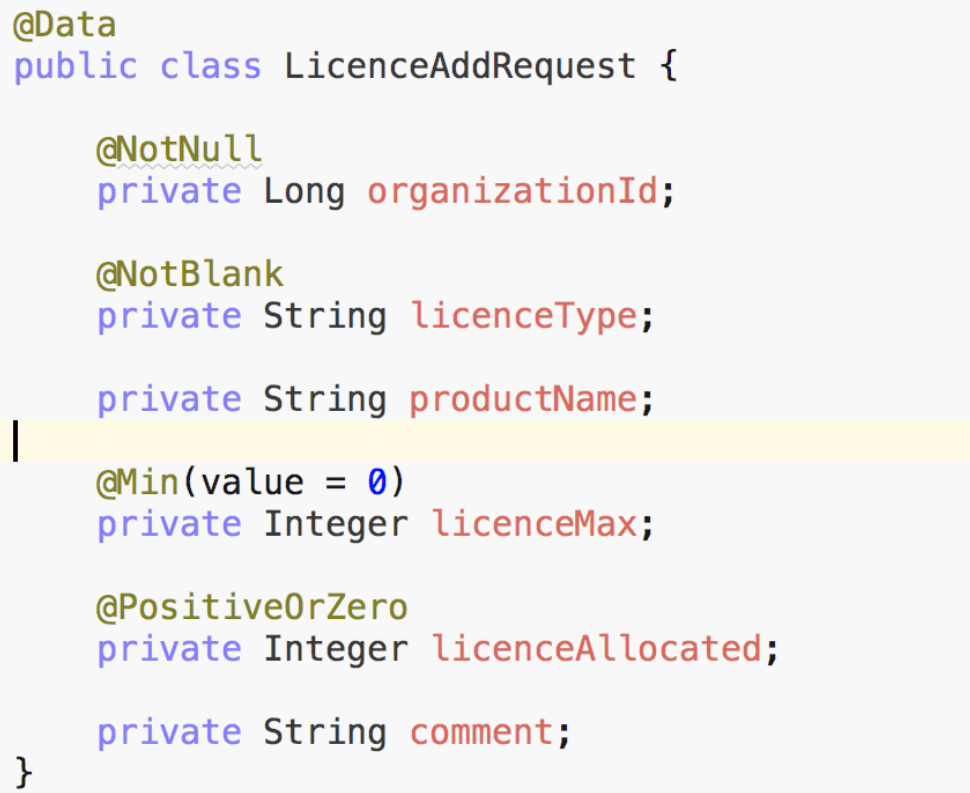 @Data
public class LicenceAddRequest {
@NotNull
private Long organizationId;
@NotBlank
private String licenceType;
private String productName;
@Min(value = 0)
private Integer licenceMax;
@PositiveOrZero
private Integer licenceAllocated;
private String comment;
}